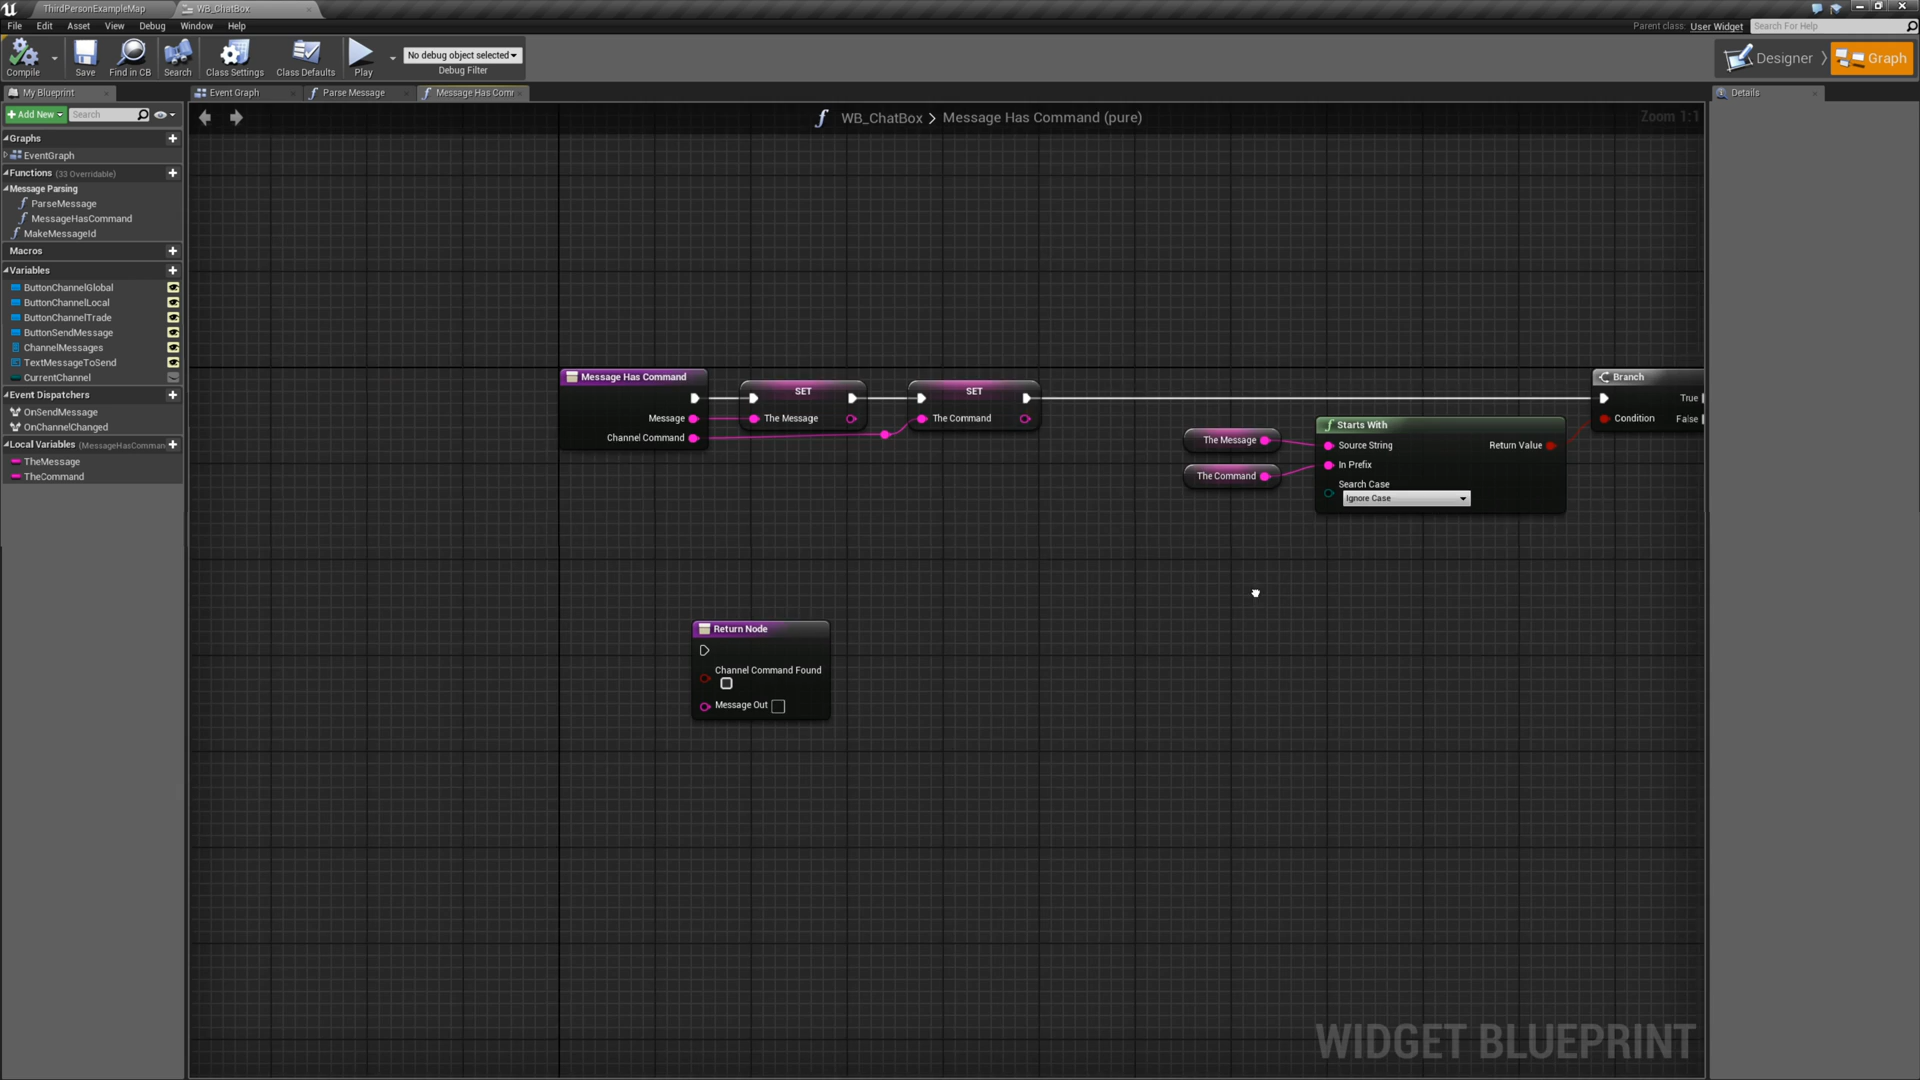 ThirdPersonExampleMap
WB_ChatBox
File Edit Asset View Debug Window Help
Parent class: User Widget Search For Help
Compile Save Find in CB Search Class Settings Class Defaults Play
No debug object selected
Debug Filter
Designer Graph
My Blueprint
Event Graph
Parse Message
Message Has Comr
Details
Add New Search
WB_ChatBox > Message Has Command (pure)
Zoom 1:1
Graphs
EventGraph
Functions (33 Overridable)
Message Parsing
ParseMessage
MessageHasCommand
MakeMessageId
Macros
Variables
ButtonChannelGlobal
ButtonChannelLocal
ButtonChannelTrade
ButtonSendMessage
ChannelMessages
TextMessageToSend
CurrentChannel
Event Dispatchers
OnSendMessage
OnChannelChanged
Local Variables (MessageHasComman
TheMessage
TheCommand
Message Has Command
Message
Channel Command
SET
The Message
SET
The Command
The Message
The Command
Starts With
Source String Return Value
In Prefix
Search Case
Ignore Case
Branch
True
Condition False
Return Node
Channel Command Found
Message Out
WIDGET BLUEPRINT